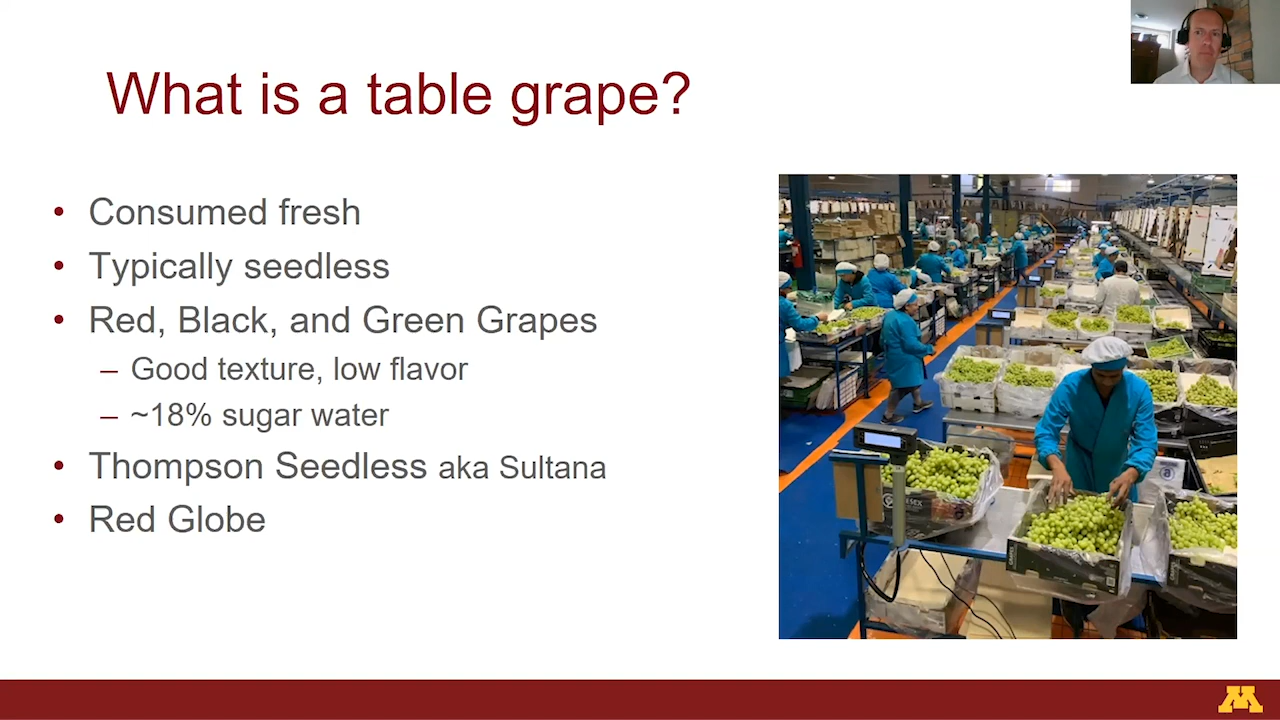 What is a table grape?
• Consumed fresh
• Typically seedless
• Red, Black, and Green Grapes
– Good texture, low flavor
– ~18% sugar water
• Thompson Seedless aka Sultana
• Red Globe
M